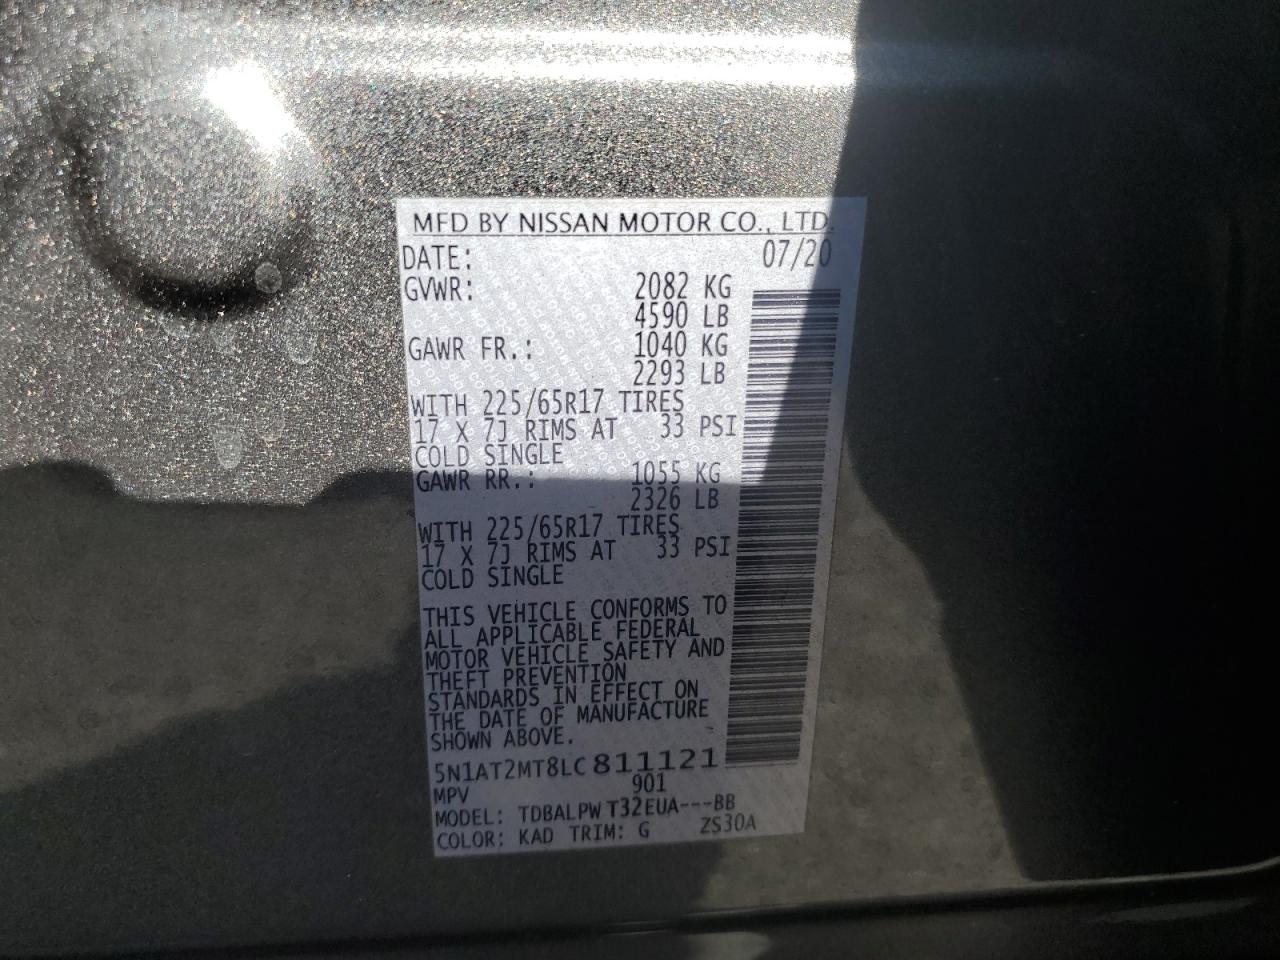 MFD BY NISSAN MOTOR CO., LTD.
DATE: 07/20
GVWR: 2082 KG
4590 LB
GAWR FR.: 1040 KG
2293 LB
WITH 225/65R17 TIRES
17 X 7J RIMS AT 33 PSI
COLD SINGLE
GAWR RR.: 1055 KG
2326 LB
WITH 225/65R17 TIRES
17 X 7J RIMS AT 33 PSI
COLD SINGLE
THIS VEHICLE CONFORMS TO
ALL APPLICABLE FEDERAL
MOTOR VEHICLE SAFETY AND
THEFT PREVENTION
STANDARDS IN EFFECT ON
THE DATE OF MANUFACTURE
SHOWN ABOVE.
5N1AT2MT8LC811121
MPV 901
MODEL: TDBALPW T32EUA---BB
COLOR: KAD TRIM: G ZS30A